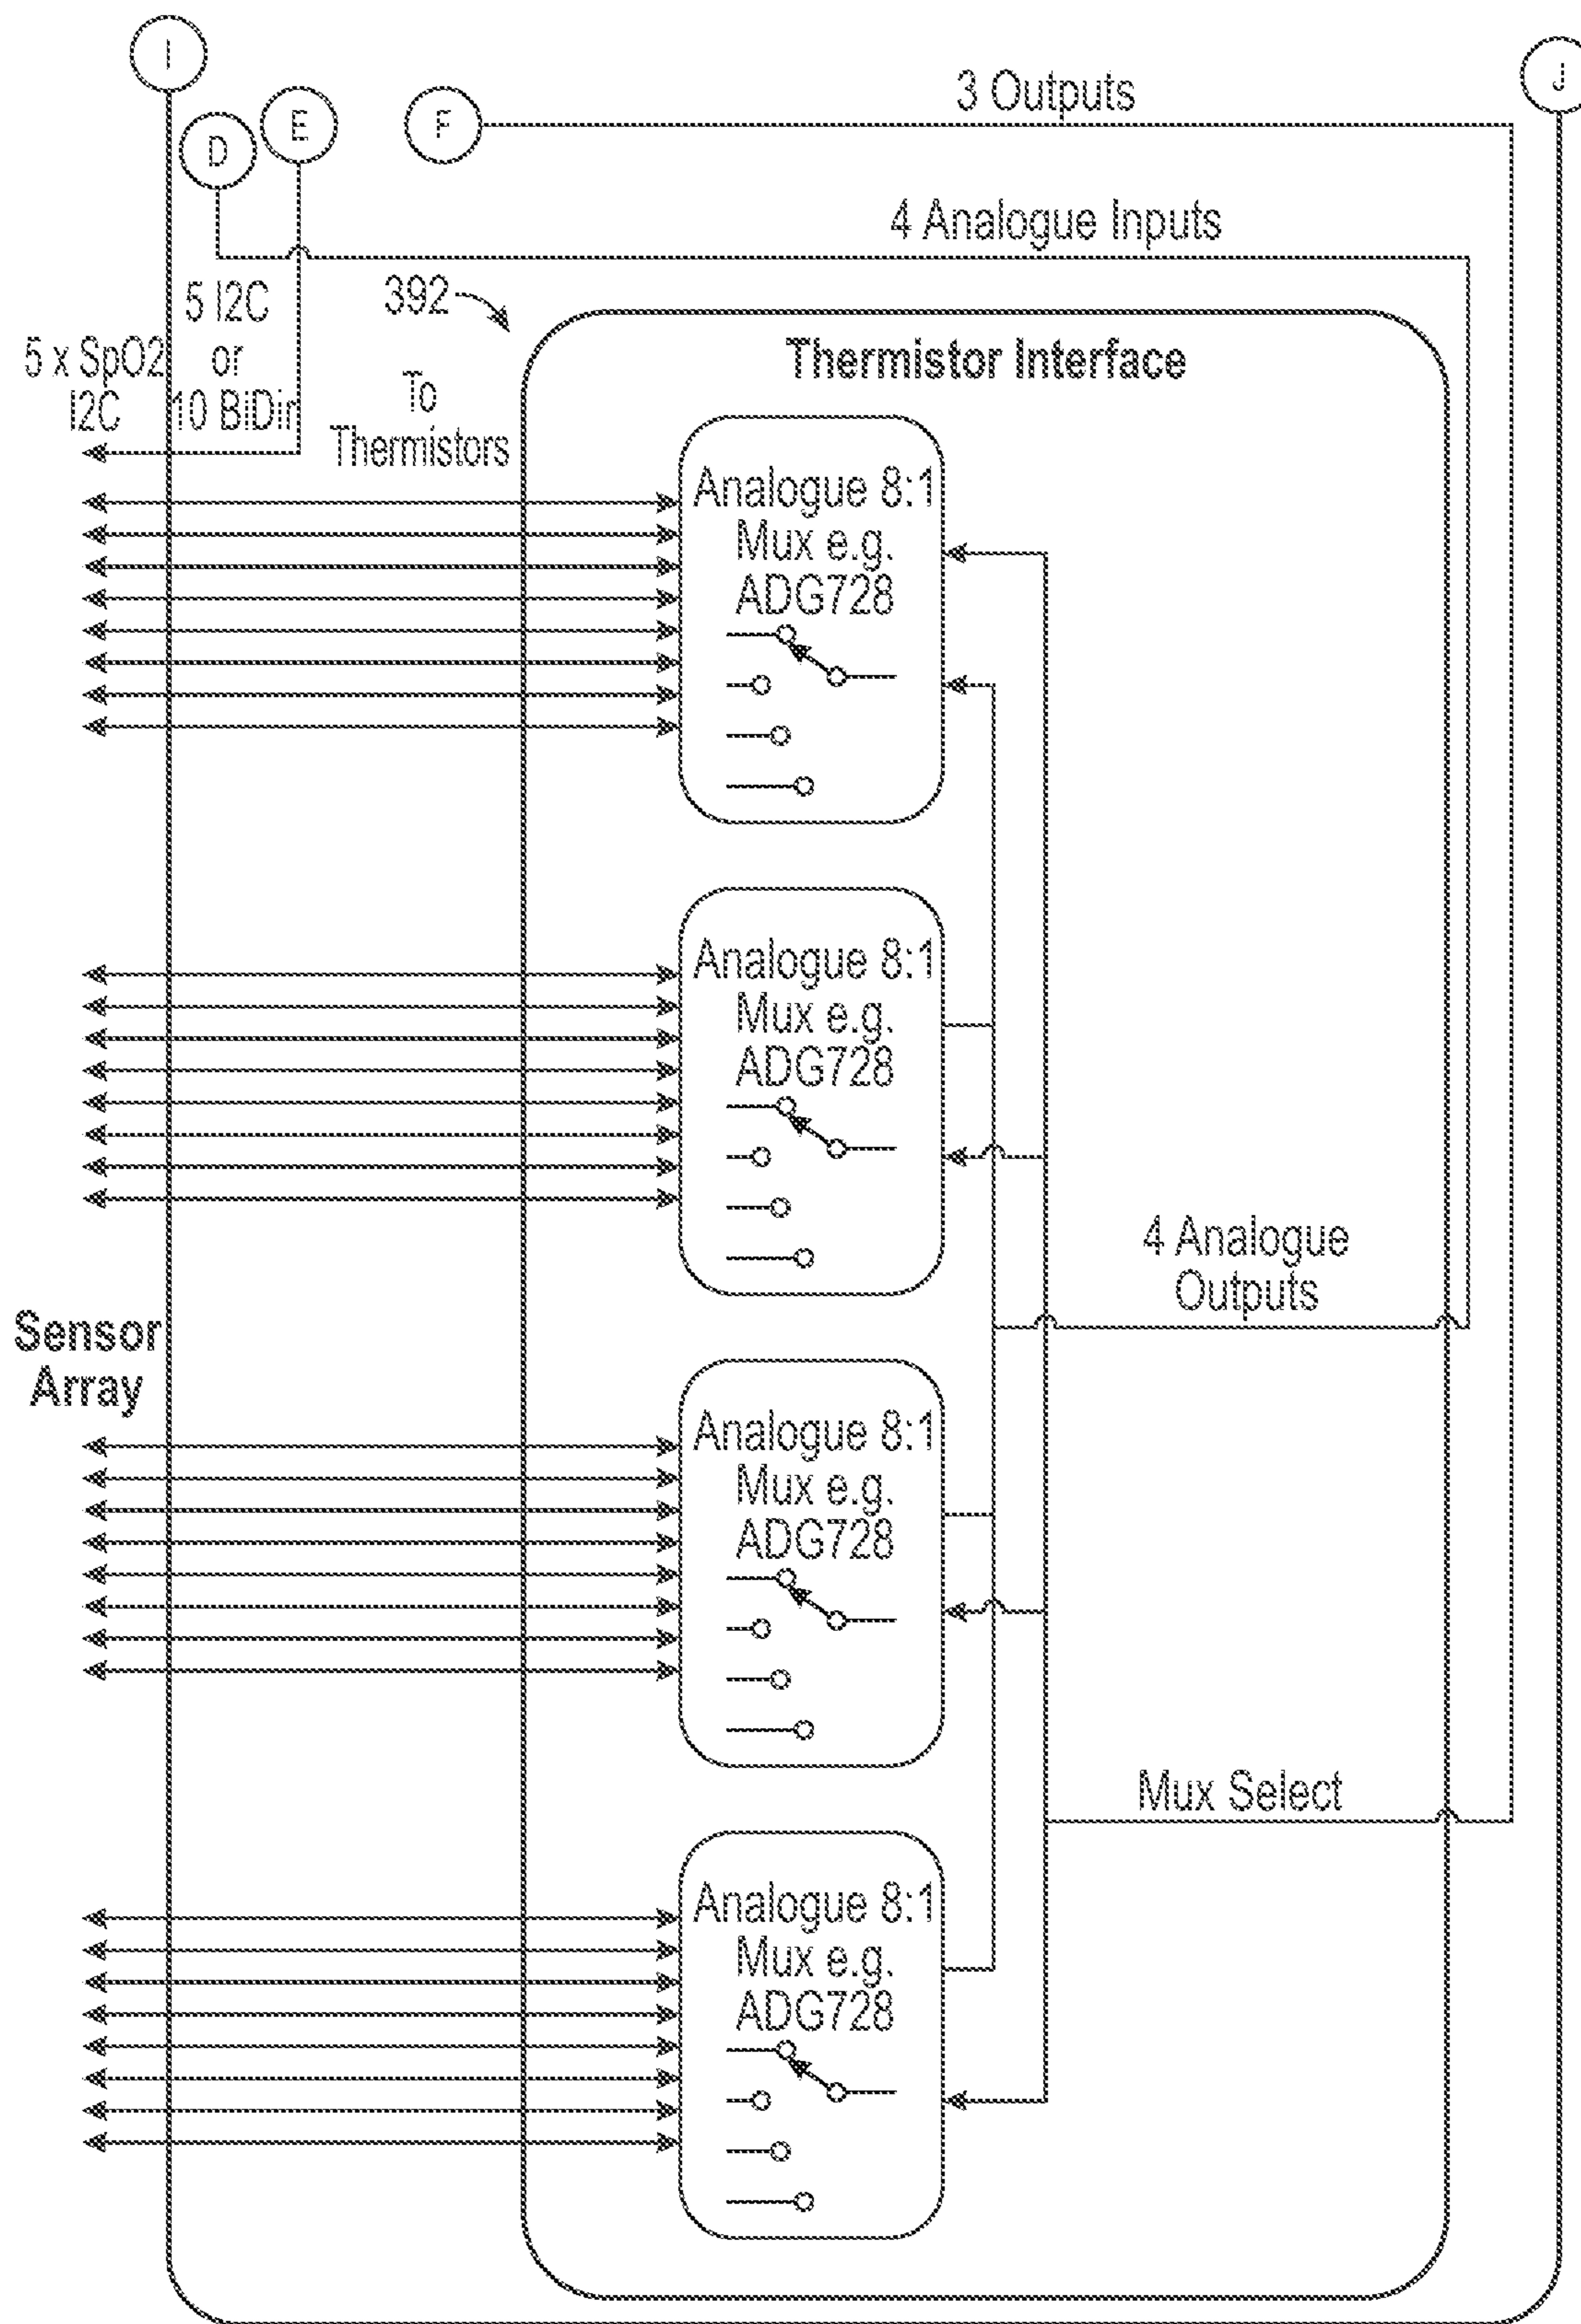 I
J
D
E
F
3 Outputs
4 Analogue Inputs
5 x SpO2
I2C
5 I2C
or
10 BiDir
392
To
Thermistors
Thermistor Interface
Analogue 8:1
Mux e.g.
ADG728
Analogue 8:1
Mux e.g.
ADG728
4 Analogue
Outputs
Sensor
Array
Analogue 8:1
Mux e.g.
ADG728
Mux Select
Analogue 8:1
Mux e.g.
ADG728